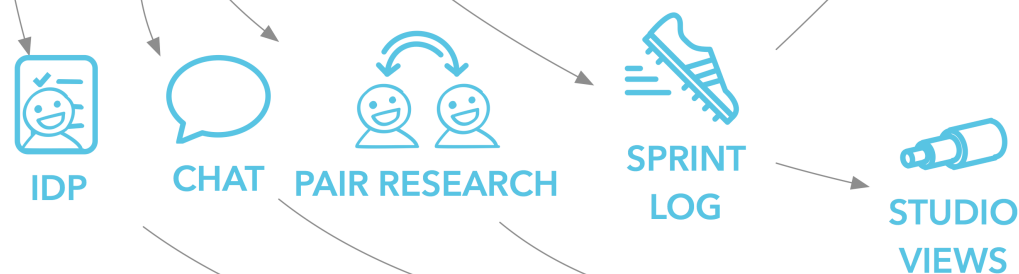 IDP
CHAT
PAIR RESEARCH
SPRINT
LOG
STUDIO
VIEWS